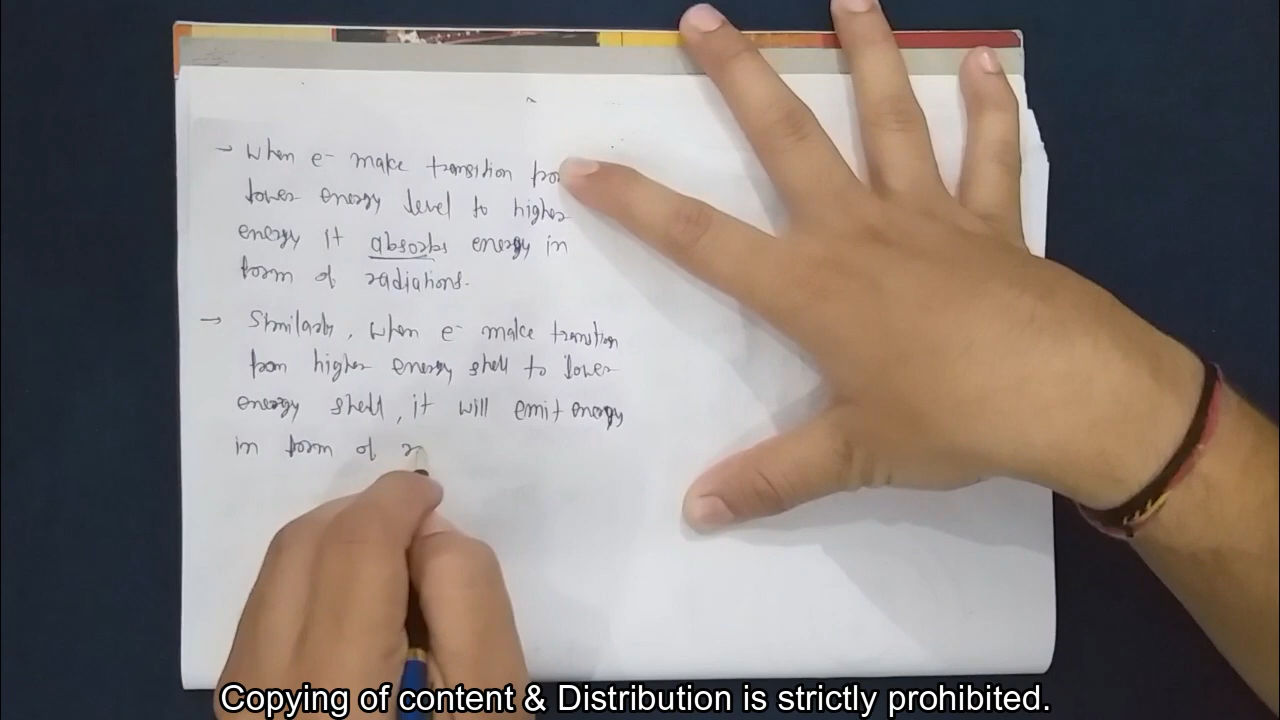 → When e- make transition from
lower energy level to higher
energy it absorbs energy in
form of radiations.
→ Similarly, when e- make transition
from higher energy shell to lower
energy shell, it will emit energy
in form of r
Copying of content & Distribution is strictly prohibited.